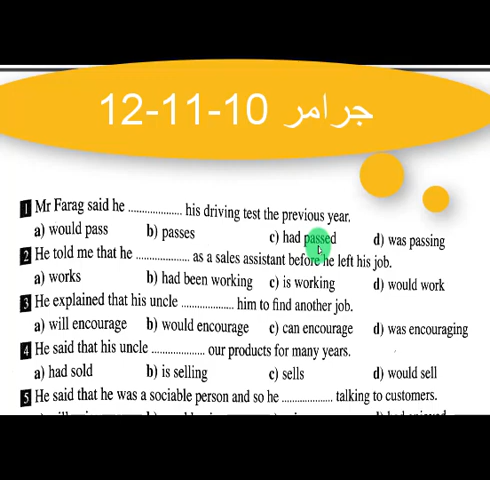 جرامر 10-11-12
1 Mr Farag said he .................. his driving test the previous year.
a) would pass b) passes c) had passed d) was passing
2 He told me that he .................. as a sales assistant before he left his job.
a) works b) had been working c) is working d) would work
3 He explained that his uncle .................. him to find another job.
a) will encourage b) would encourage c) can encourage d) was encouraging
4 He said that his uncle .................. our products for many years.
a) had sold b) is selling c) sells d) would sell
5 He said that he was a sociable person and so he .................. talking to customers.